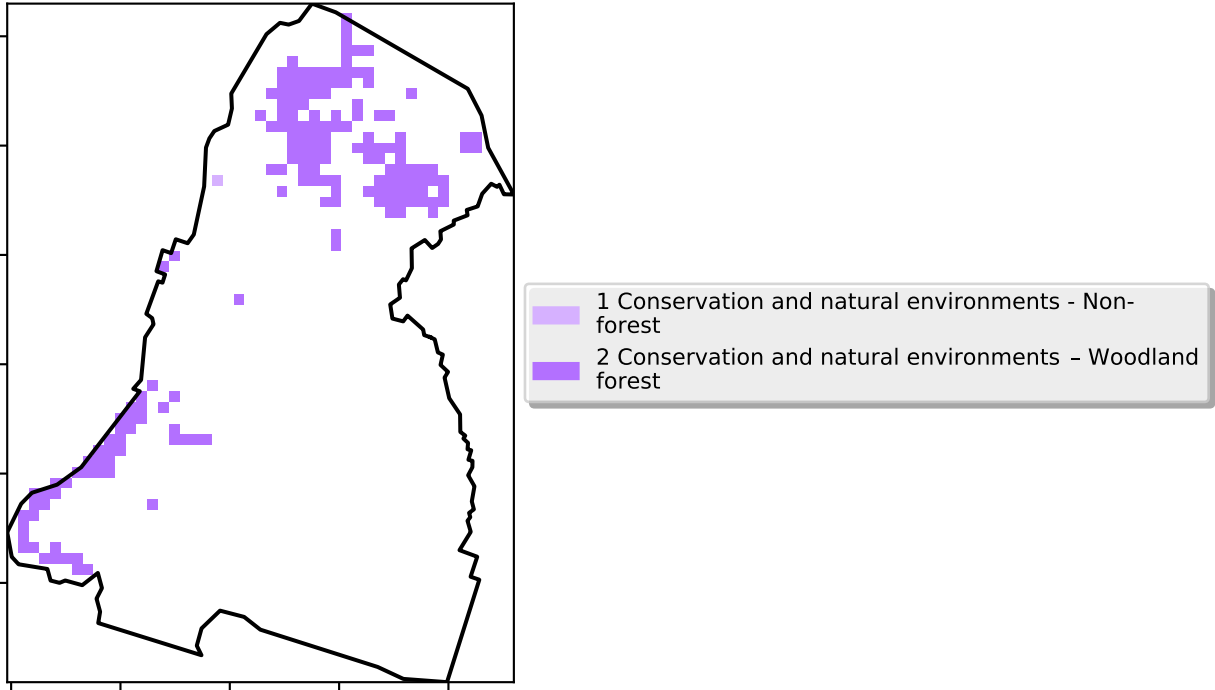 1 Conservation and natural environments - Non-
forest
2 Conservation and natural environments – Woodland
forest